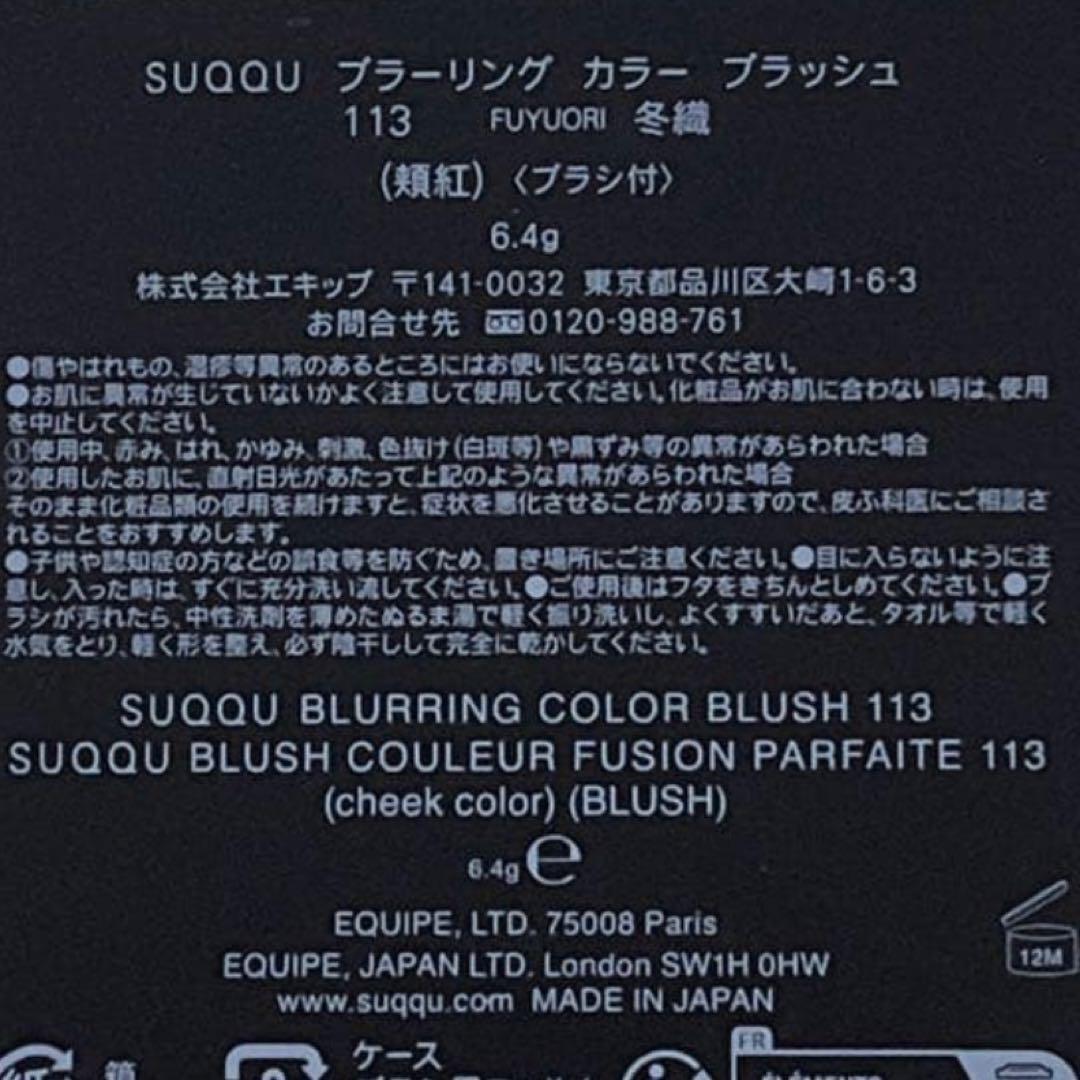 SUQQU ブラーリング カラー ブラッシュ
113 FUYUORI 冬織
(頬紅)〈ブラシ付〉
6.4g
株式会社エキップ 〒141-0032 東京都品川区大崎1-6-3
お問合せ先 0120-988-761
●傷やはれもの、湿疹等異常のあるところにはお使いにならないでください。
●お肌に異常が生じていないかよく注意して使用してください。化粧品がお肌に合わない時は、使用
を中止してください。
①使用中、赤み、はれ、かゆみ、刺激、色抜け(白斑等)や黒ずみ等の異常があらわれた場合
②使用したお肌に、直射日光があたって上記のような異常があらわれた場合
そのまま化粧品類の使用を続けますと、症状を悪化させることがありますので、皮ふ科医にご相談さ
れることをおすすめします。
●子供や認知症の方などの誤食等を防ぐため、置き場所にご注意ください。●目に入らないように注
意し、入った時は、すぐに充分洗い流してください。●ご使用後はフタをきちんとしめてください。●ブ
ラシが汚れたら、中性洗剤を薄めたぬるま湯で軽く振り洗いし、よくすすいだあと、タオル等で軽く
水気をとり、軽く形を整え、必ず陰干しして完全に乾かしてください。
SUQQU BLURRING COLOR BLUSH 113
SUQQU BLUSH COULEUR FUSION PARFAITE 113
(cheek color) (BLUSH)
6.4g ℮
EQUIPE, LTD. 75008 Paris
EQUIPE, JAPAN LTD. London SW1H 0HW
12M
www.suqqu.com MADE IN JAPAN
FR
ケース